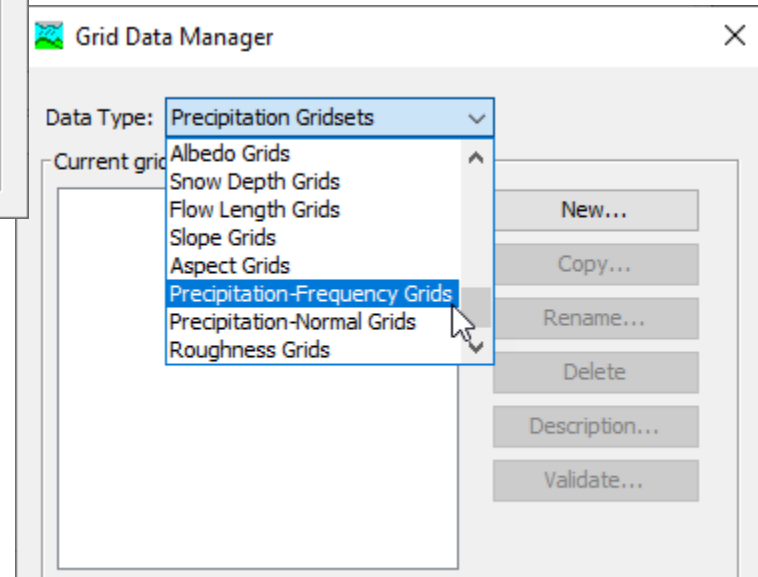 Grid Data Manager
Data Type: Precipitation Gridsets
Current grid
Albedo Grids
Snow Depth Grids
Flow Length Grids
Slope Grids
Aspect Grids
Precipitation-Frequency Grids
Precipitation-Normal Grids
Roughness Grids
New...
Copy...
Rename...
Delete
Description...
Validate...